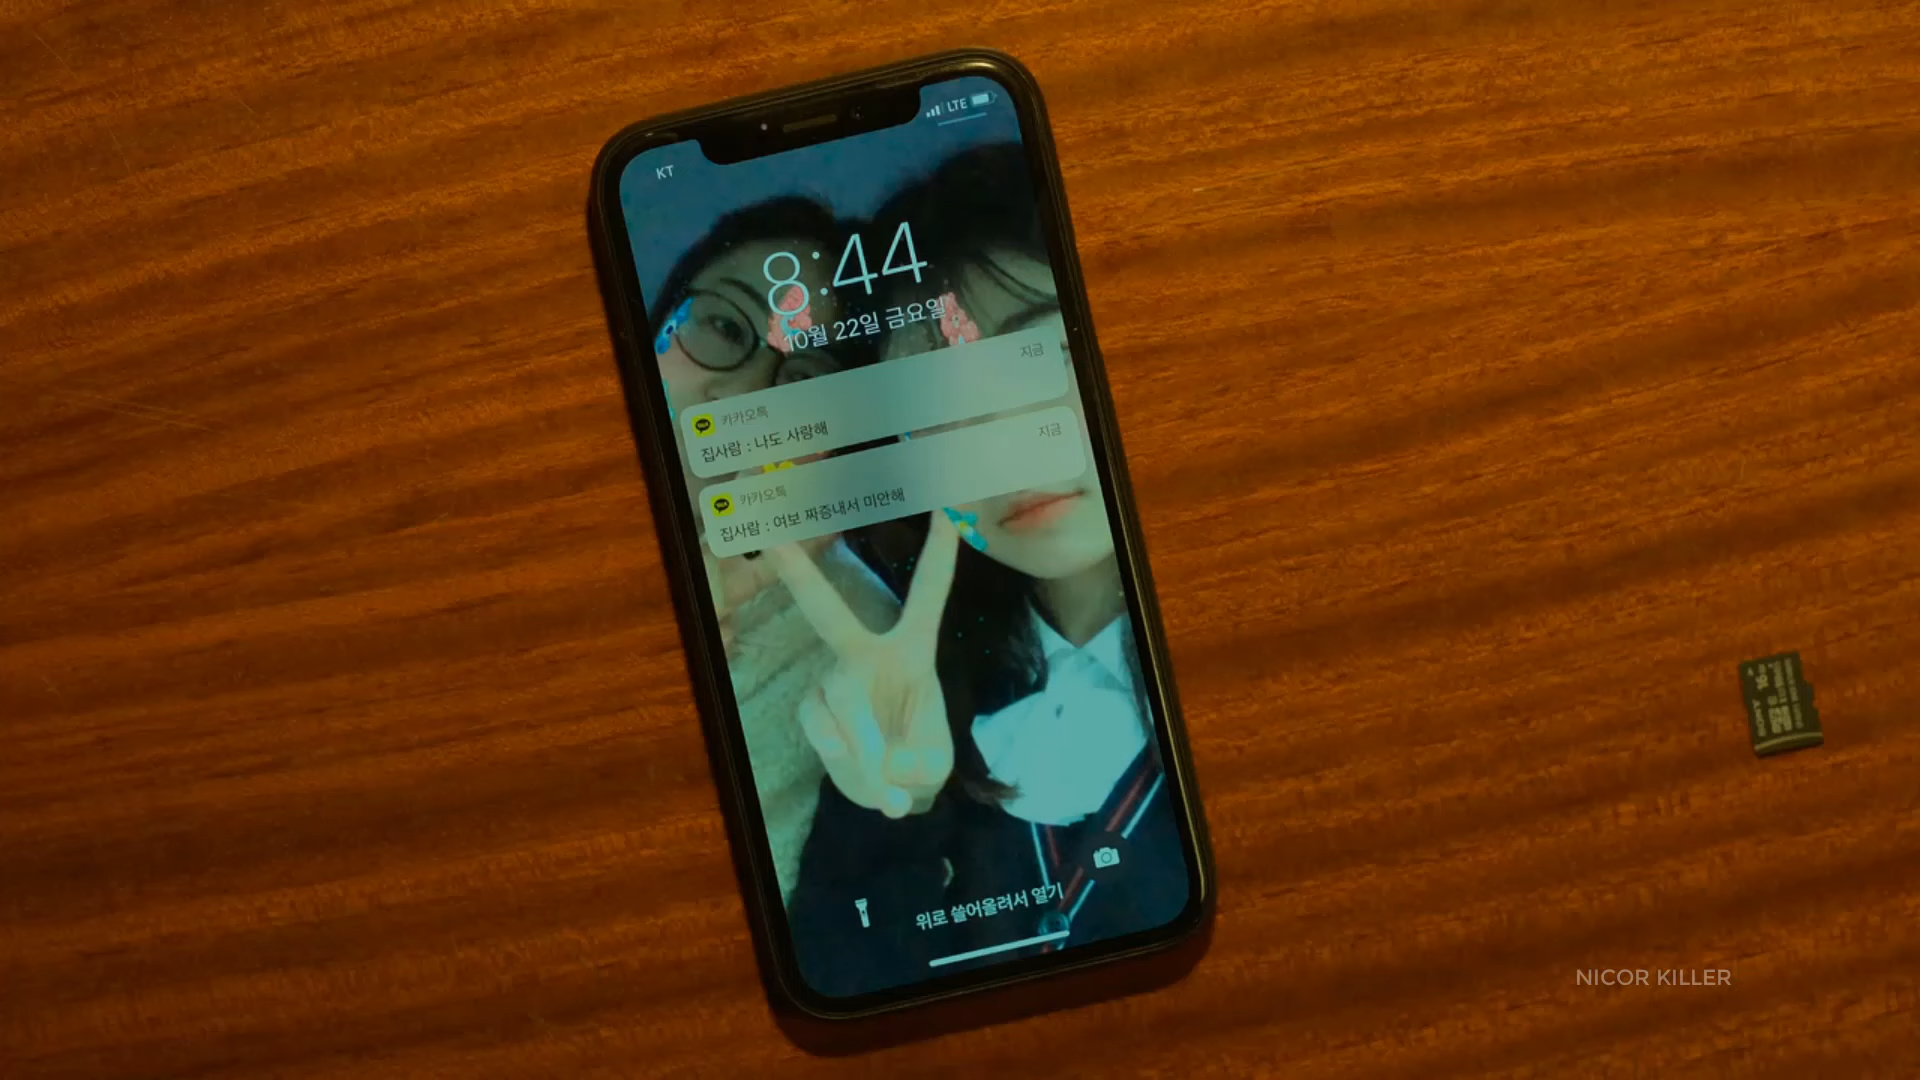 KT
LTE
8:44
10월 22일 금요일
카카오톡
지금
집사람 : 나도 사랑해
카카오톡
지금
집사람 : 여보 짜증내서 미안해
위로 쓸어올려서 열기
SONY
16
NICOR KILLER